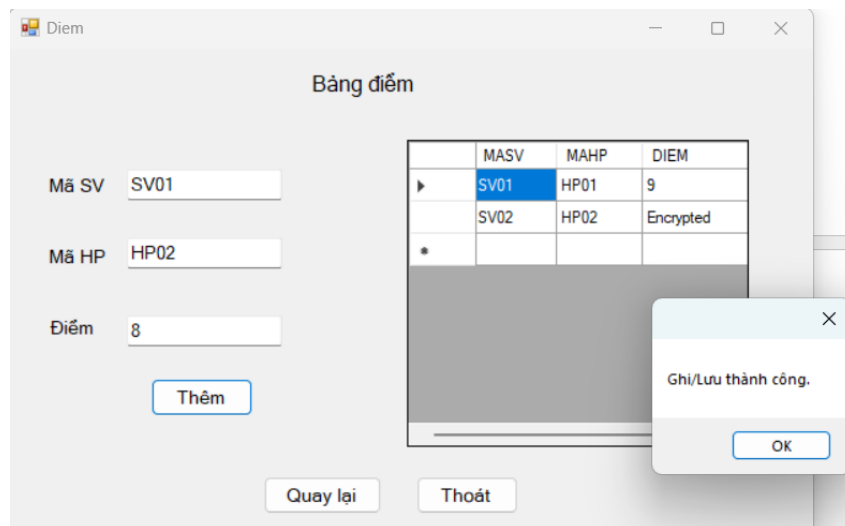 Diem
Bảng điểm
Mã SV SV01
Mã HP HP02
Điểm 8
Thêm
MASV MAHP DIEM
SV01 HP01 9
SV02 HP02 Encrypted
Ghi/Lưu thành công.
OK
Quay lại Thoát